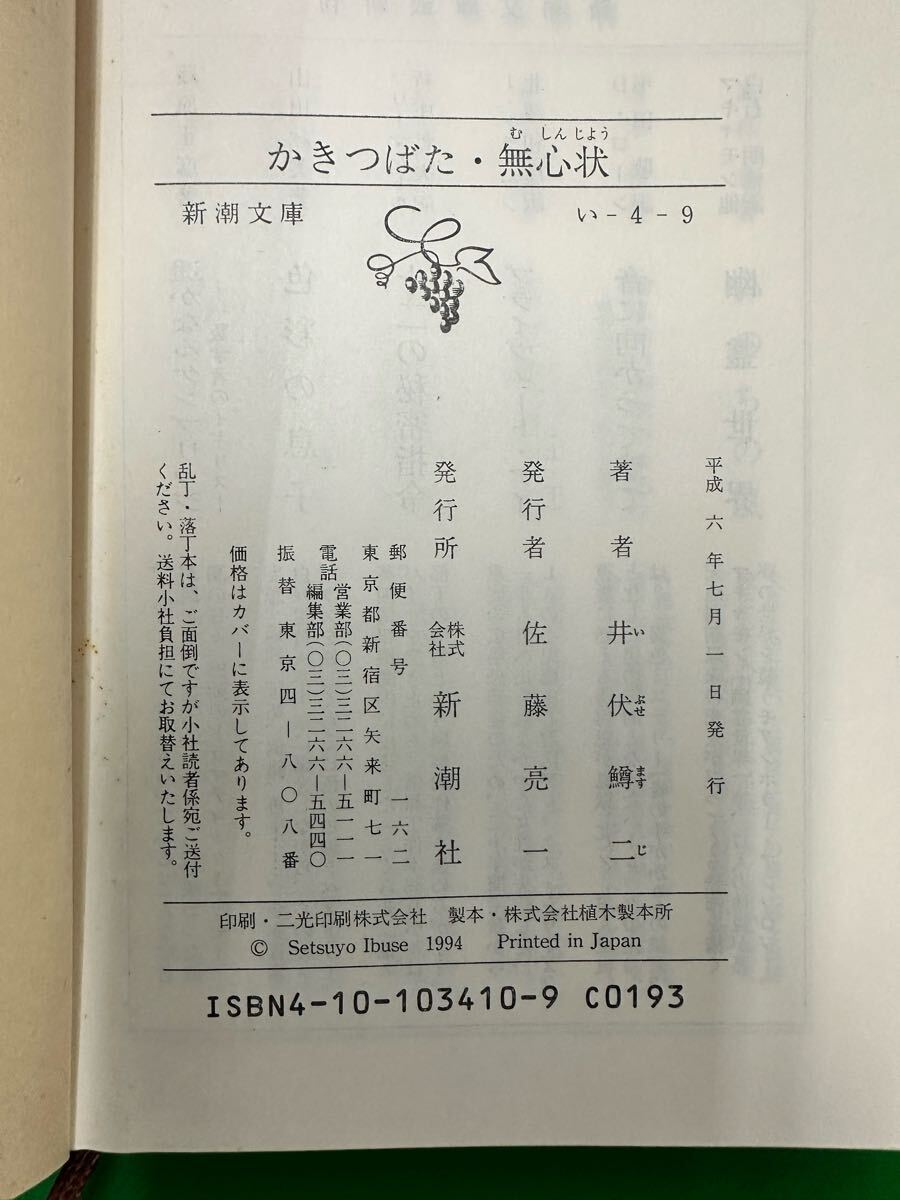 かきつばた・無心状
む しんじよう
新潮文庫
い-4-9
平成六年七月一日発行
著者 井伏鱒二
い ぶせ ます じ
発行者 佐藤亮一
発行所 株式会社 新潮社
郵便番号 一六二
東京都新宿区矢来町七一
電話 営業部(〇三)三二六六―五一一一
編集部(〇三)三二六六―五四四〇
振替 東京四―八〇八番
価格はカバーに表示してあります。
乱丁・落丁本は、ご面倒ですが小社読者係宛ご送付
ください。送料小社負担にてお取替えいたします。
印刷・二光印刷株式会社 製本・株式会社植木製本所
© Setsuyo Ibuse 1994 Printed in Japan
ISBN4-10-103410-9 C0193